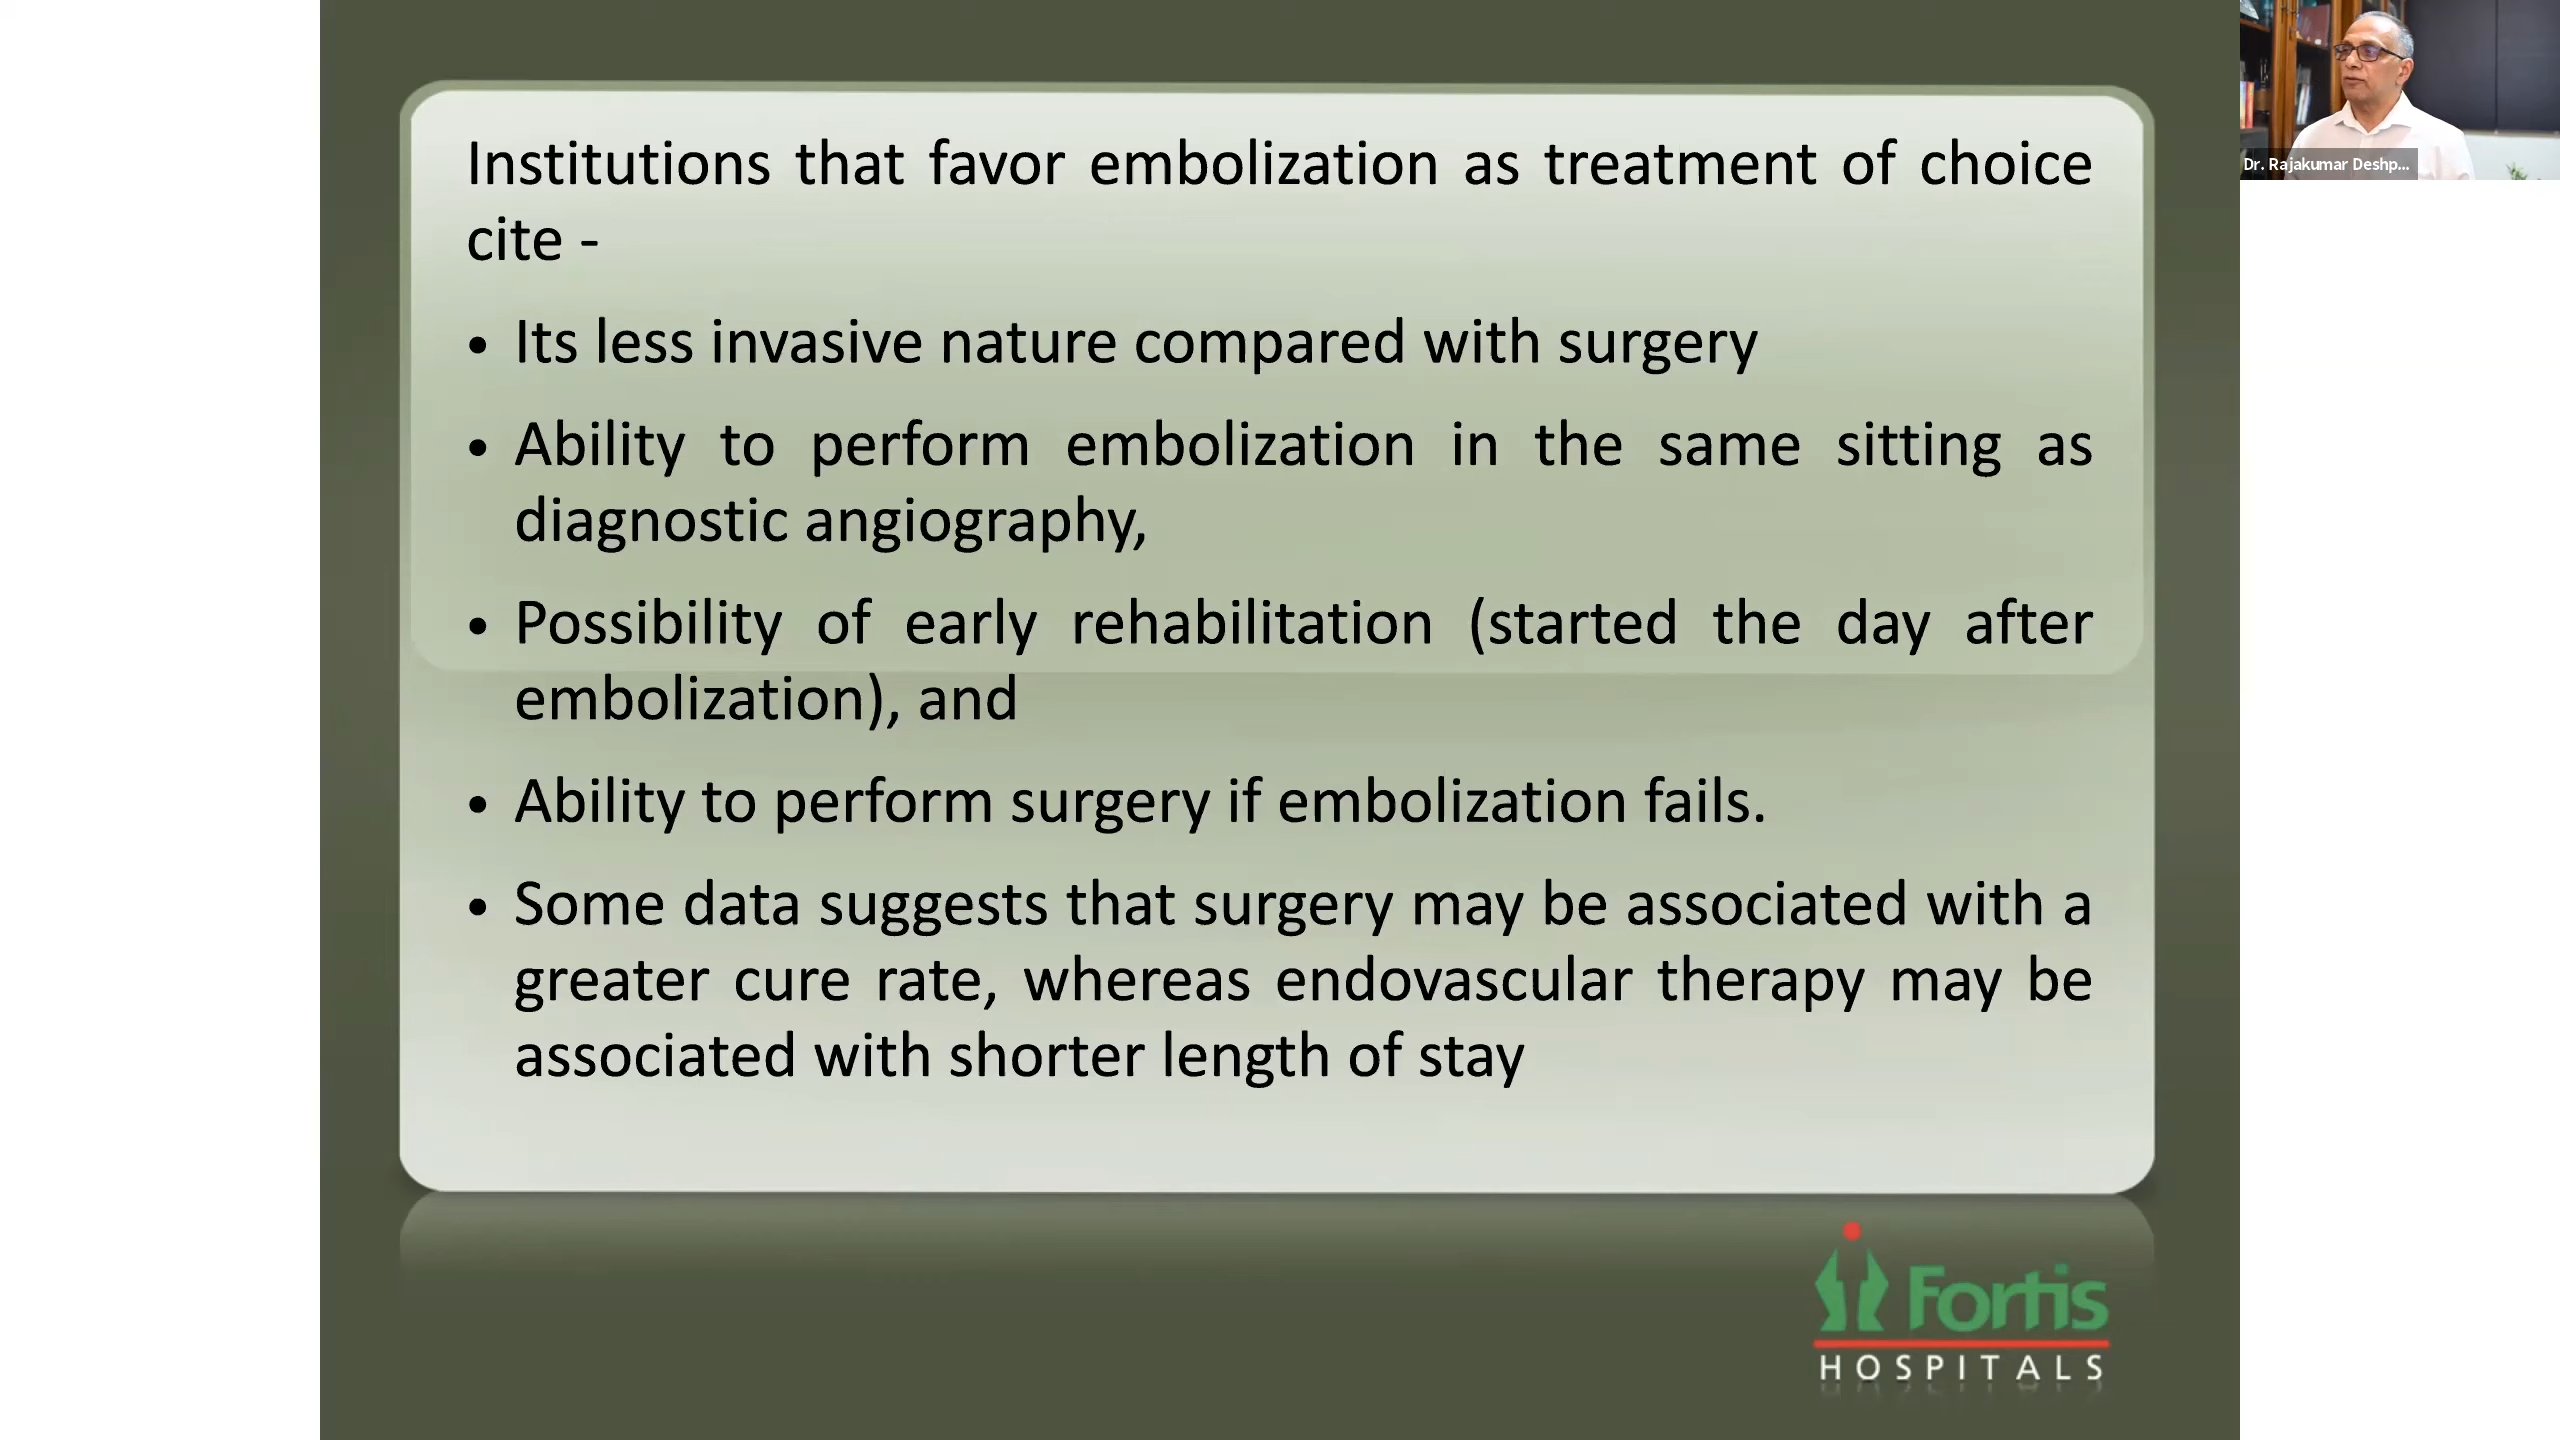 Institutions that favor embolization as treatment of choice
cite -
• Its less invasive nature compared with surgery
• Ability to perform embolization in the same sitting as
diagnostic angiography,
• Possibility of early rehabilitation (started the day after
embolization), and
• Ability to perform surgery if embolization fails.
• Some data suggests that surgery may be associated with a
greater cure rate, whereas endovascular therapy may be
associated with shorter length of stay
Dr. Rajakumar Deshp...
Fortis
HOSPITALS